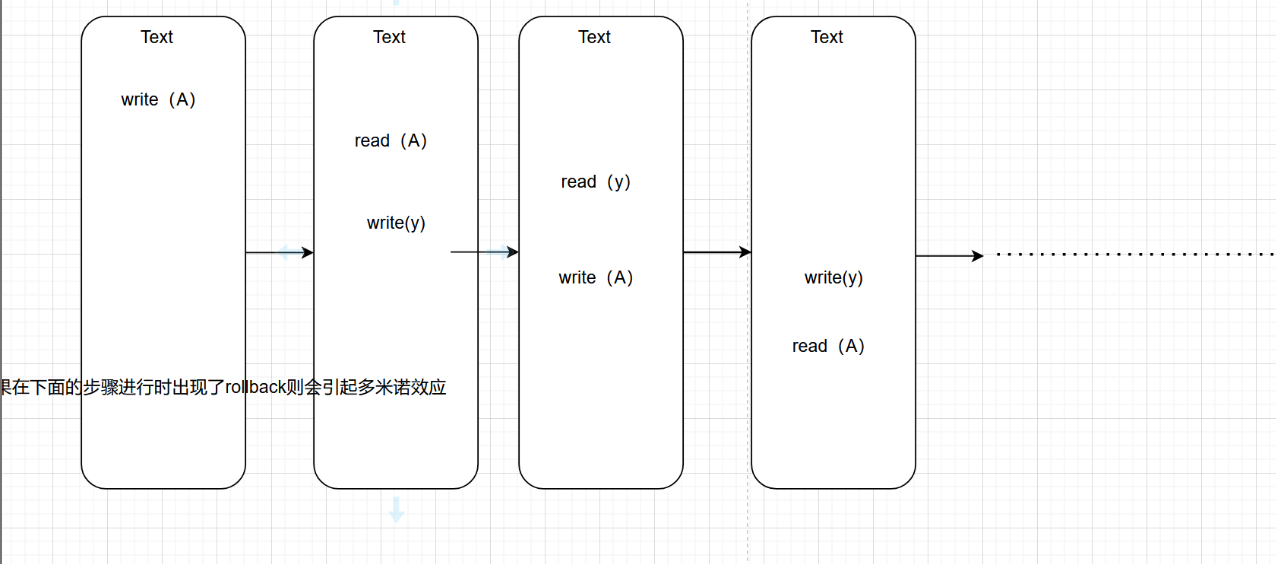 Text
write（A）
Text
read（A）
write(y)
Text
read（y）
write（A）
Text
write(y)
read（A）
果在下面的步骤进行时出现了rollback则会引起多米诺效应